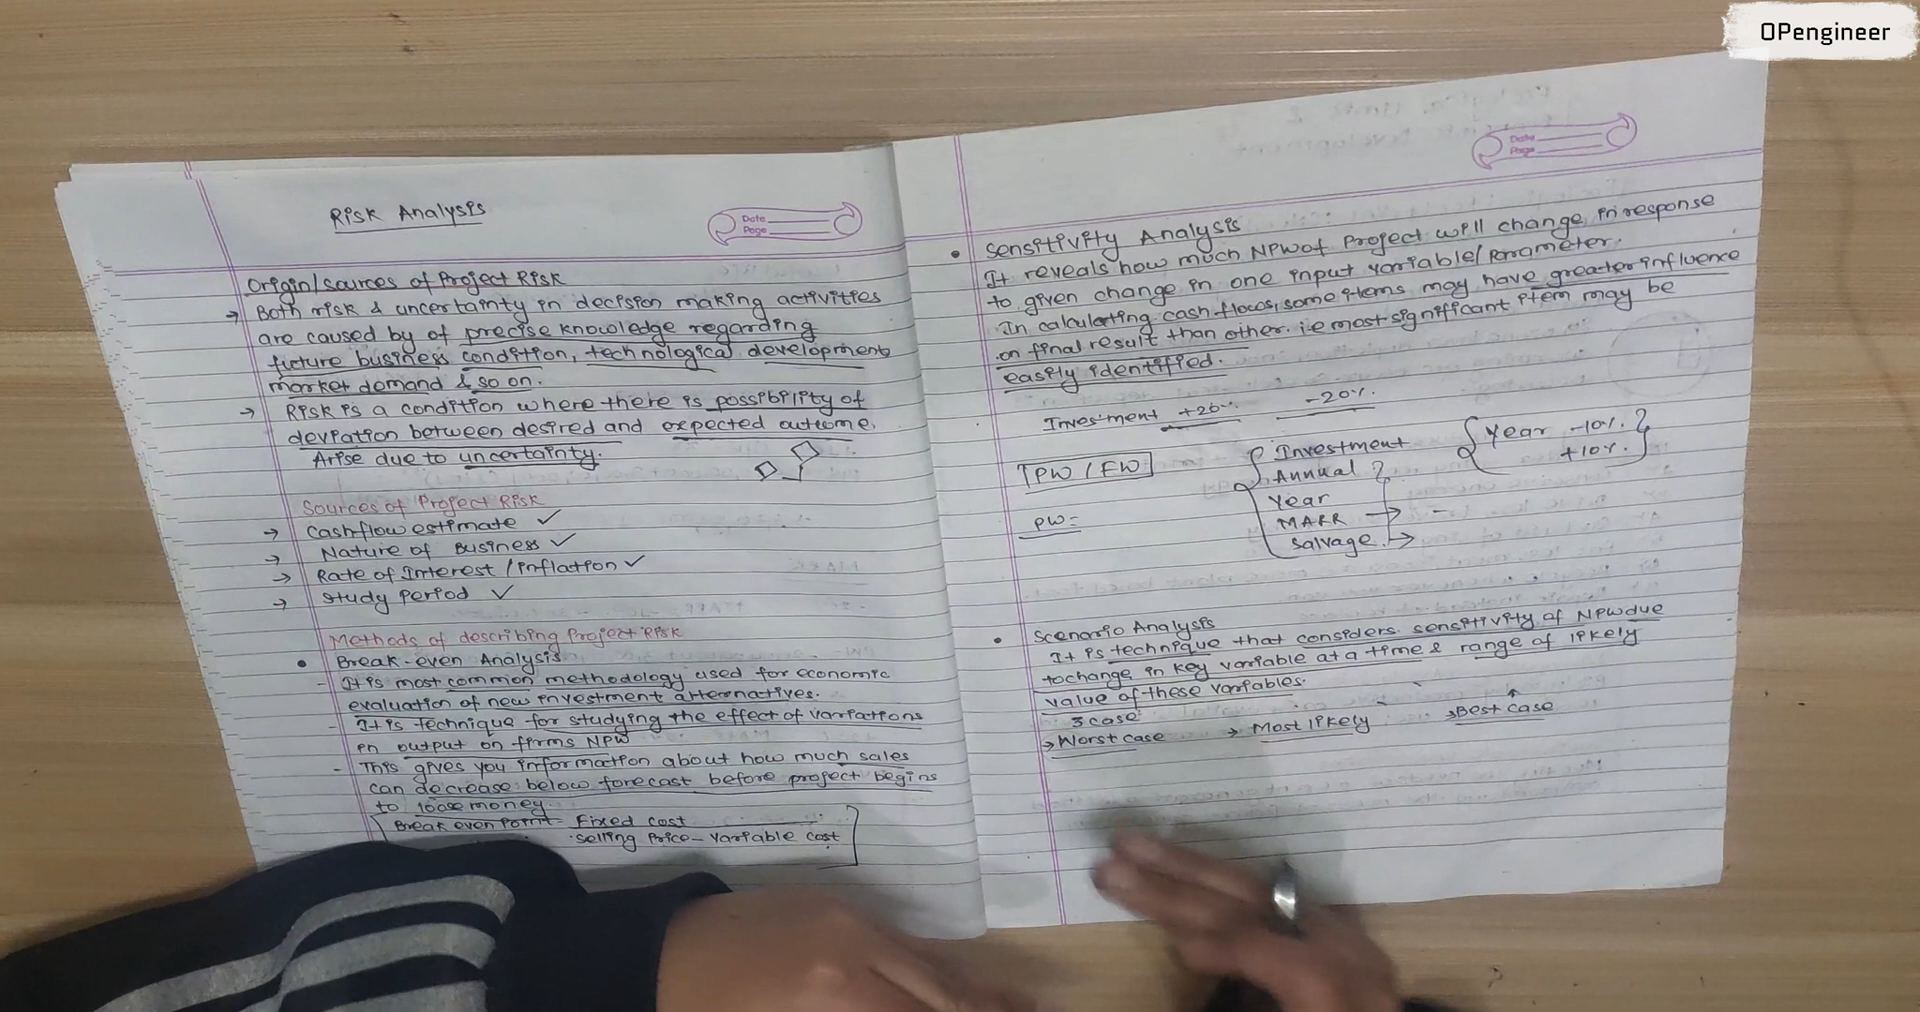 OPengineer
Risk Analysis
Date
Page
Origin/sources of Project Risk
→ Both risk & uncertainty in decision making activities
are caused by of precise knowledge regarding
future business condition, technological development
market demand & so on.
→ Risk is a condition where there is possibility of
deviation between desired and expected outcome.
Arise due to uncertainty.
Sources of Project Risk
→ Cashflow estimate ✓
→ Nature of Business ✓
→ Rate of Interest / inflation ✓
→ Study period ✓
Methods of describing Project Risk
• Break-even Analysis
- It is most common methodology used for economic
evaluation of new investment alternatives.
- It is technique for studying the effect of variations
in output on firms NPW
- This gives you information about how much sales
can decrease below forecast before project begins
to loose money.
Break even point = Fixed cost
Selling Price - Variable cost
Date
Page
• Sensitivity Analysis
It reveals how much NPW of Project will change in response
to given change in one input variable/parameter.
In calculating cash flows, some items may have greater influence
on final result than other. i.e most significant item may be
easily identified.
Investment +20% -20%.
PW / FW
PW =
Investment
Annual
Year
MARR → -
Salvage →
Year -10%.
+10%.
• Scenario Analysis
It is technique that considers sensitivity of NPW due
to change in key variable at a time & range of likely
value of these variables.
3 case
→ Worst case → Most likely → Best case